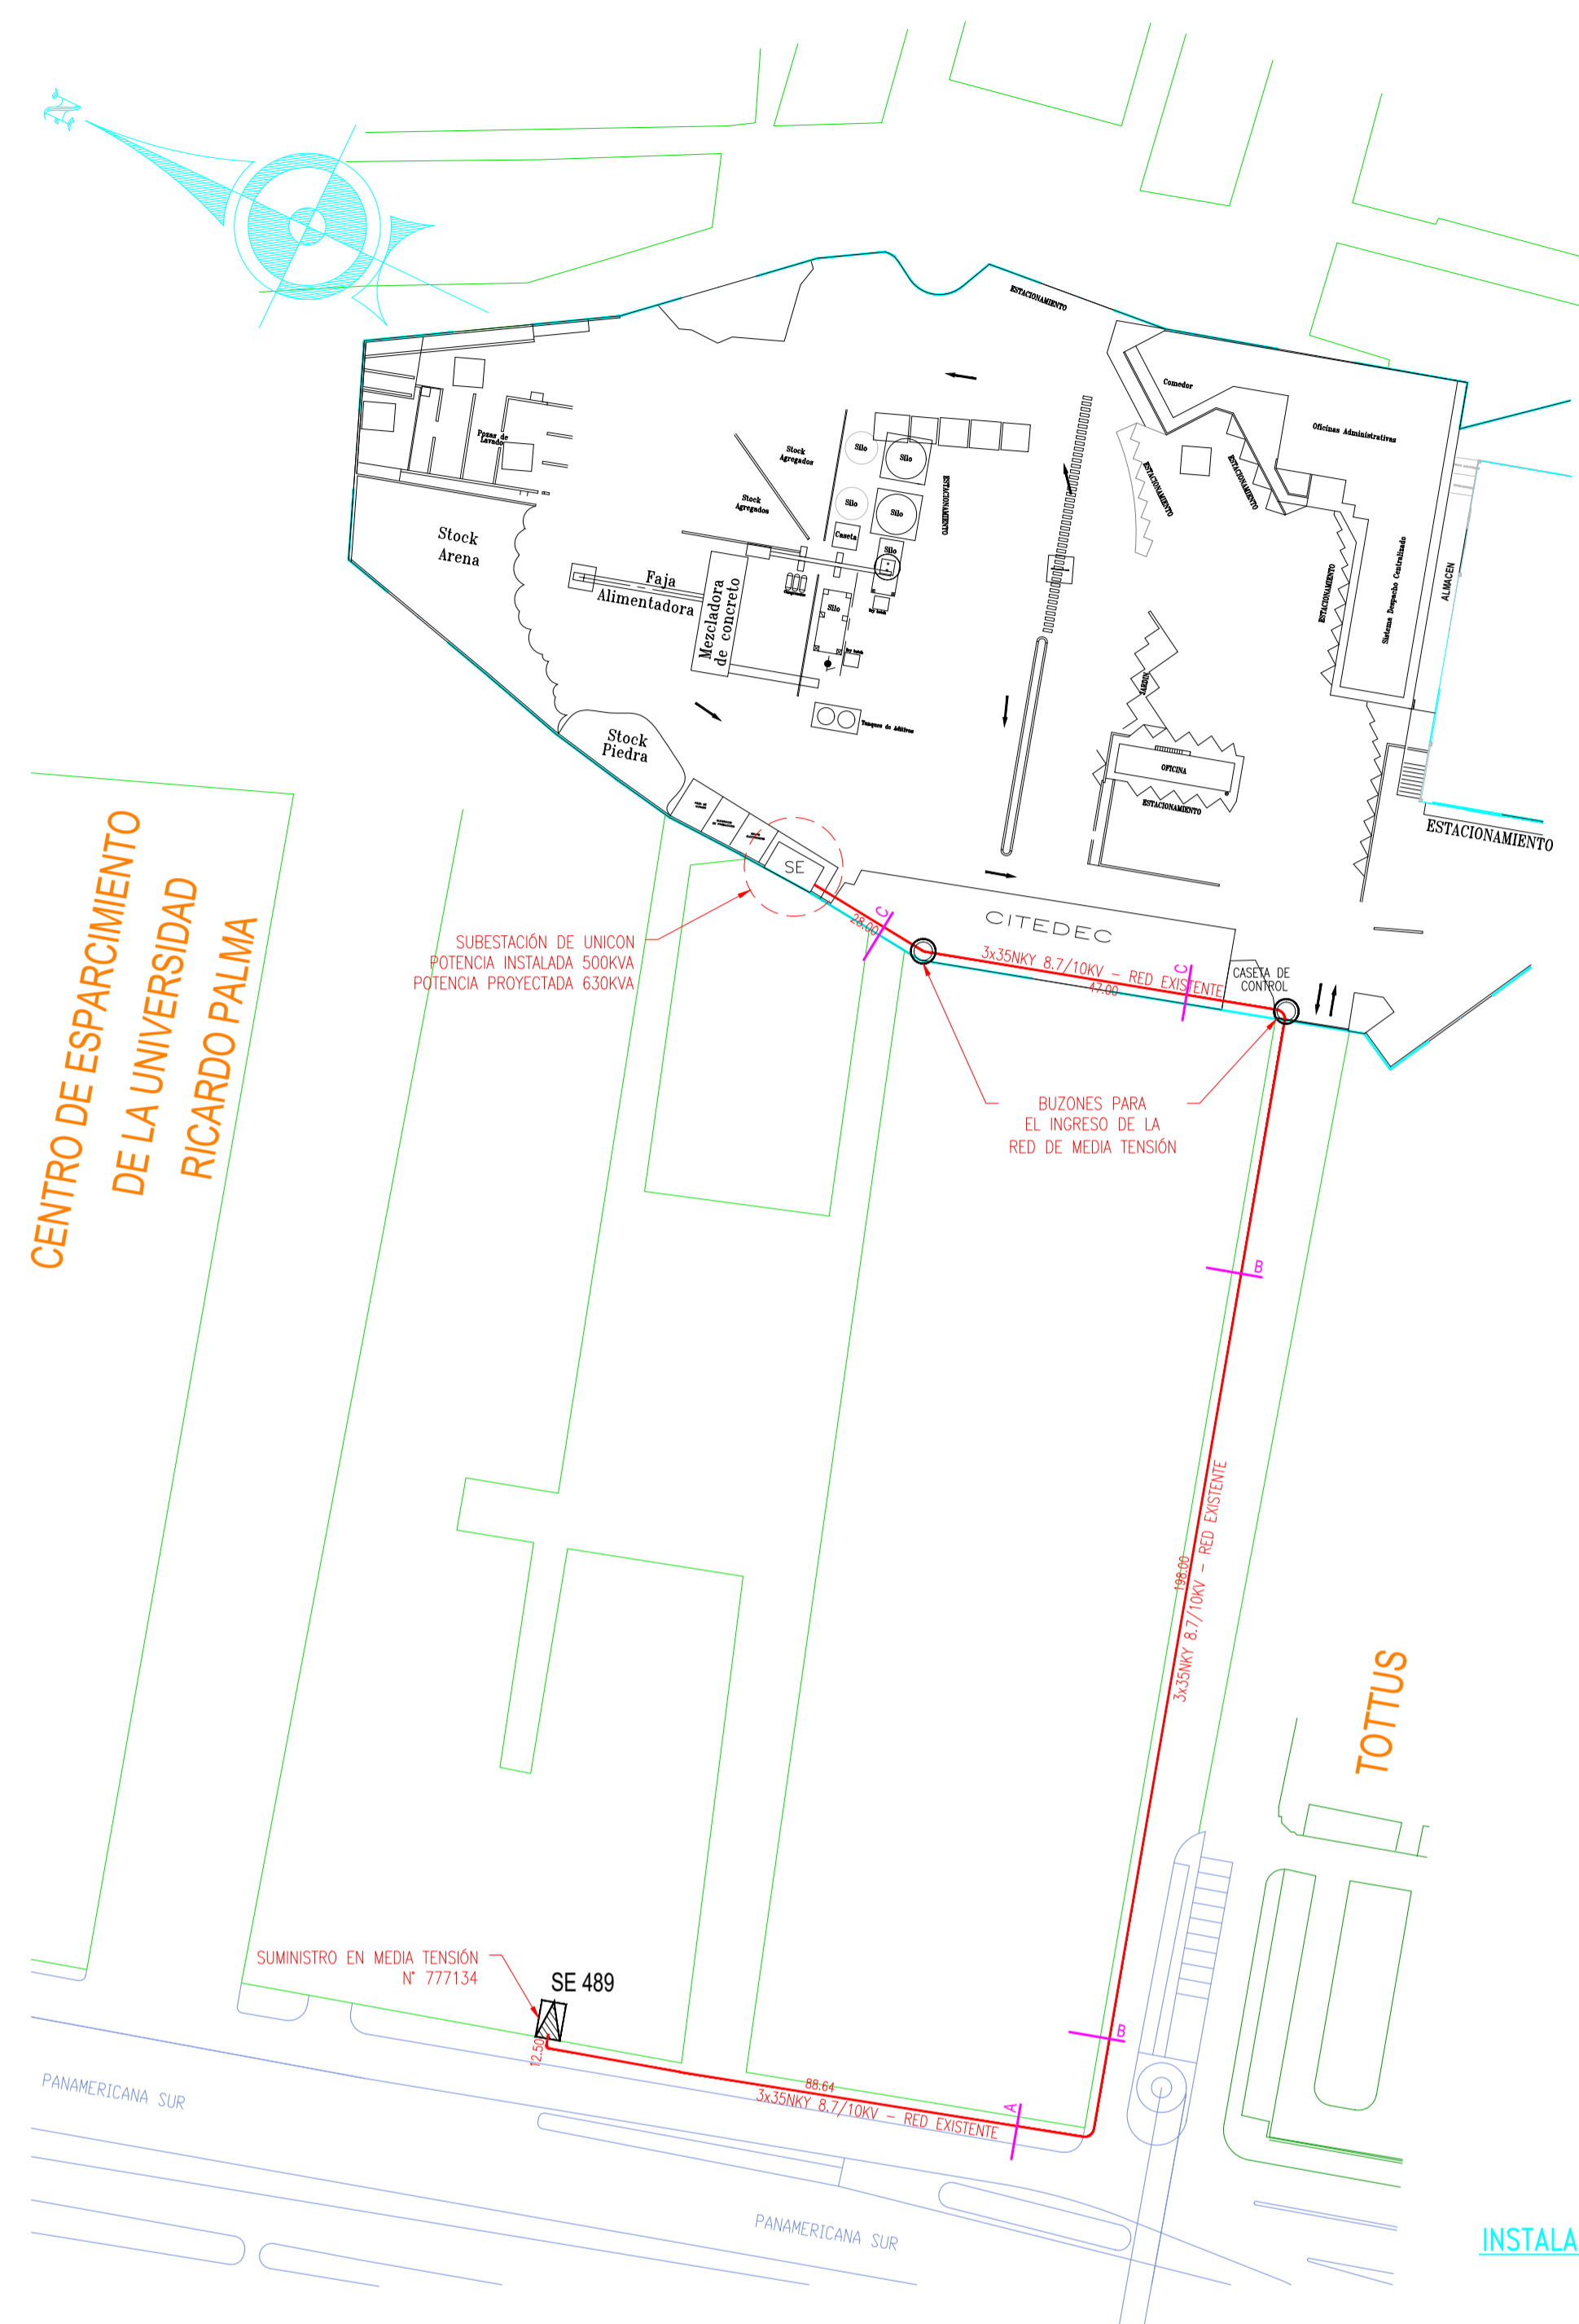 N
ESTACIONAMIENTO
Comedor
Oficinas Administrativas
Pozas de
Lavado
Stock
Agregados
Stock
Agregados
Silo
Silo
Silo
Silo
Caseta
Silo
Silo
ESTACIONAMIENTO
ESTACIONAMIENTO
ESTACIONAMIENTO
ESTACIONAMIENTO
Sistema Despacho Centralizado
ALMACEN
Stock
Arena
Faja
Alimentadora
Mezcladora
de concreto
Tanques de Aditivos
JARDIN
OFICINA
ESTACIONAMIENTO
ESTACIONAMIENTO
Stock
Piedra
SE
CITEDEC
CASETA DE
CONTROL
SUBESTACIÓN DE UNICON
POTENCIA INSTALADA 500KVA
POTENCIA PROYECTADA 630KVA
C
28.00
3x35NKY 8.7/10KV - RED EXISTENTE
47.00
C
BUZONES PARA
EL INGRESO DE LA
RED DE MEDIA TENSIÓN
CENTRO DE ESPARCIMIENTO
DE LA UNIVERSIDAD
RICARDO PALMA
B
198.00
3x35NKY 8.7/10KV - RED EXISTENTE
TOTTUS
SUMINISTRO EN MEDIA TENSIÓN
N° 777134
SE 489
12.50
88.64
3x35NKY 8.7/10KV - RED EXISTENTE
A
B
PANAMERICANA SUR
PANAMERICANA SUR
INSTALA